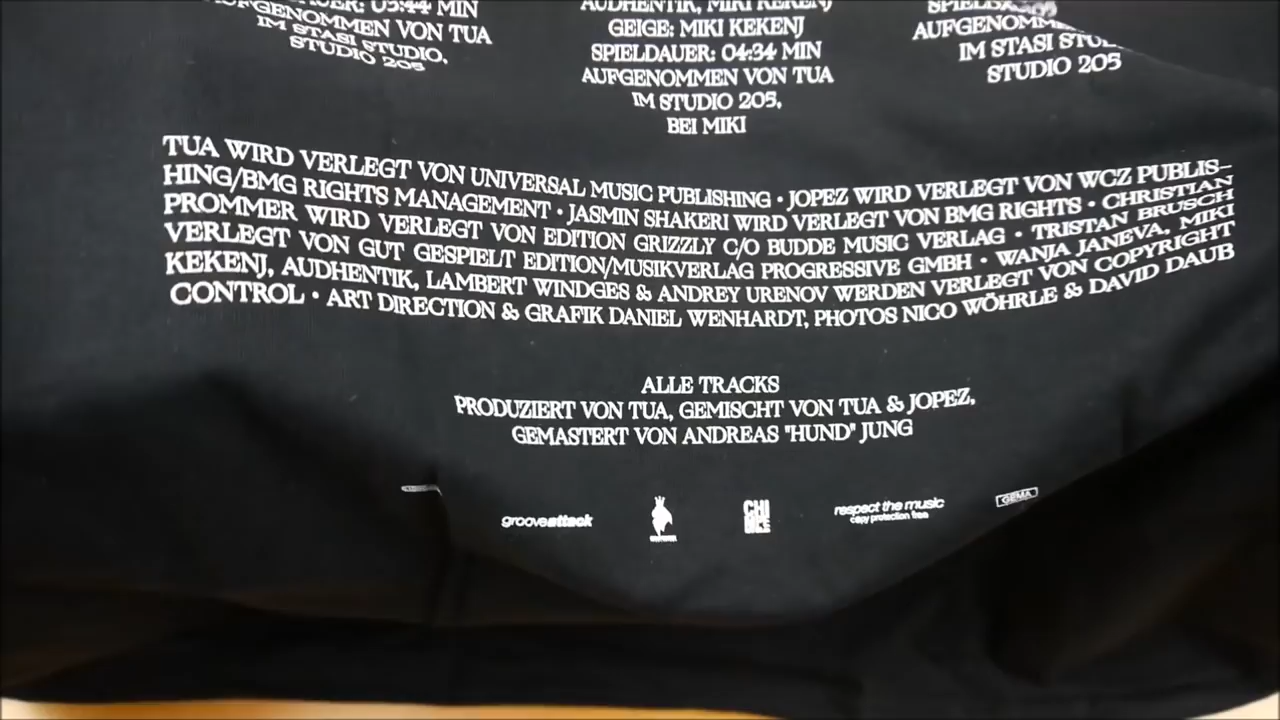 05:44 MIN
AUFGENOMMEN VON TUA
IM STASI STUDIO,
STUDIO 205
AUDHENTIK, MIKI KEKENJ
GEIGE: MIKI KEKENJ
SPIELDAUER: 04:34 MIN
AUFGENOMMEN VON TUA
IM STUDIO 205,
BEI MIKI
IM STASI
STUDIO 205
TUA WIRD VERLEGT VON UNIVERSAL MUSIC PUBLISHING • JOPEZ WIRD VERLEGT VON WCZ PUBLIS-
HING/BMG RIGHTS MANAGEMENT • JASMIN SHAKERI WIRD VERLEGT VON BMG RIGHTS • CHRISTIAN
PROMMER WIRD VERLEGT VON EDITION GRIZZLY C/O BUDDE MUSIC VERLAG • TRISTAN BRUSCH
VERLEGT VON GUT GESPIELT EDITION/MUSIKVERLAG PROGRESSIVE GMBH • WANJA JANEVA, MIKI
KEKENJ, AUDHENTIK, LAMBERT WINDGES & ANDREY URENOV WERDEN VERLEGT VON COPYRIGHT
CONTROL • ART DIRECTION & GRAFIK DANIEL WENHARDT, PHOTOS NICO WÖHRLE & DAVID DAUB
ALLE TRACKS
PRODUZIERT VON TUA, GEMISCHT VON TUA & JOPEZ,
GEMASTERT VON ANDREAS "HUND" JUNG
grooveattack
respect the music
copy protection free
GEMA